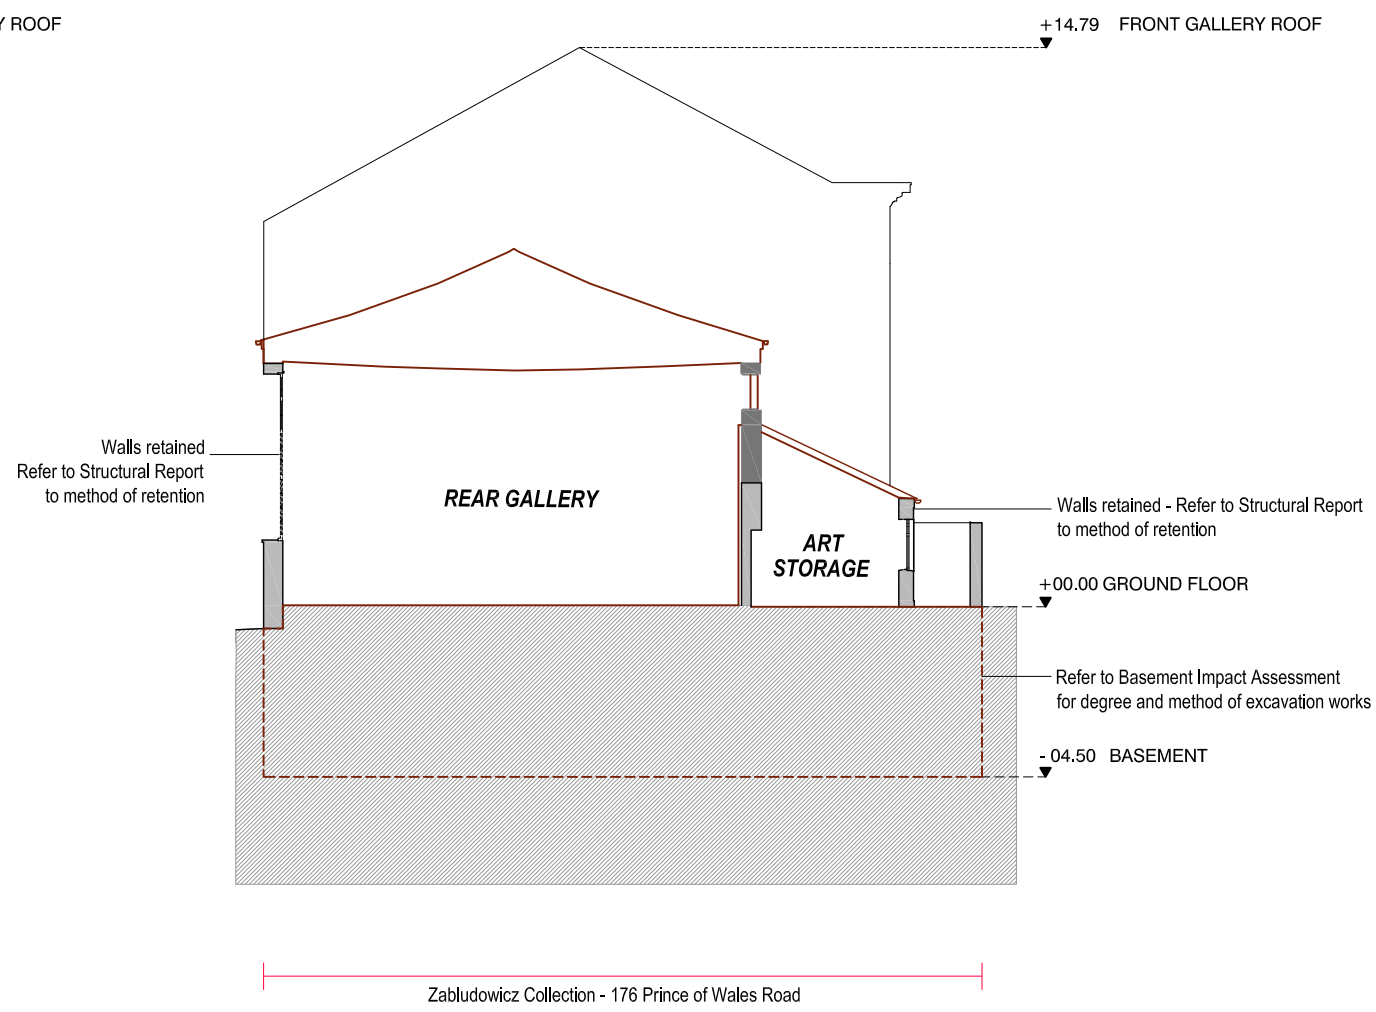 Y ROOF
+14.79 FRONT GALLERY ROOF
Walls retained
Refer to Structural Report
to method of retention
REAR GALLERY
ART
STORAGE
Walls retained - Refer to Structural Report
to method of retention
+00.00 GROUND FLOOR
Refer to Basement Impact Assessment
for degree and method of excavation works
- 04.50 BASEMENT
Zabludowicz Collection - 176 Prince of Wales Road